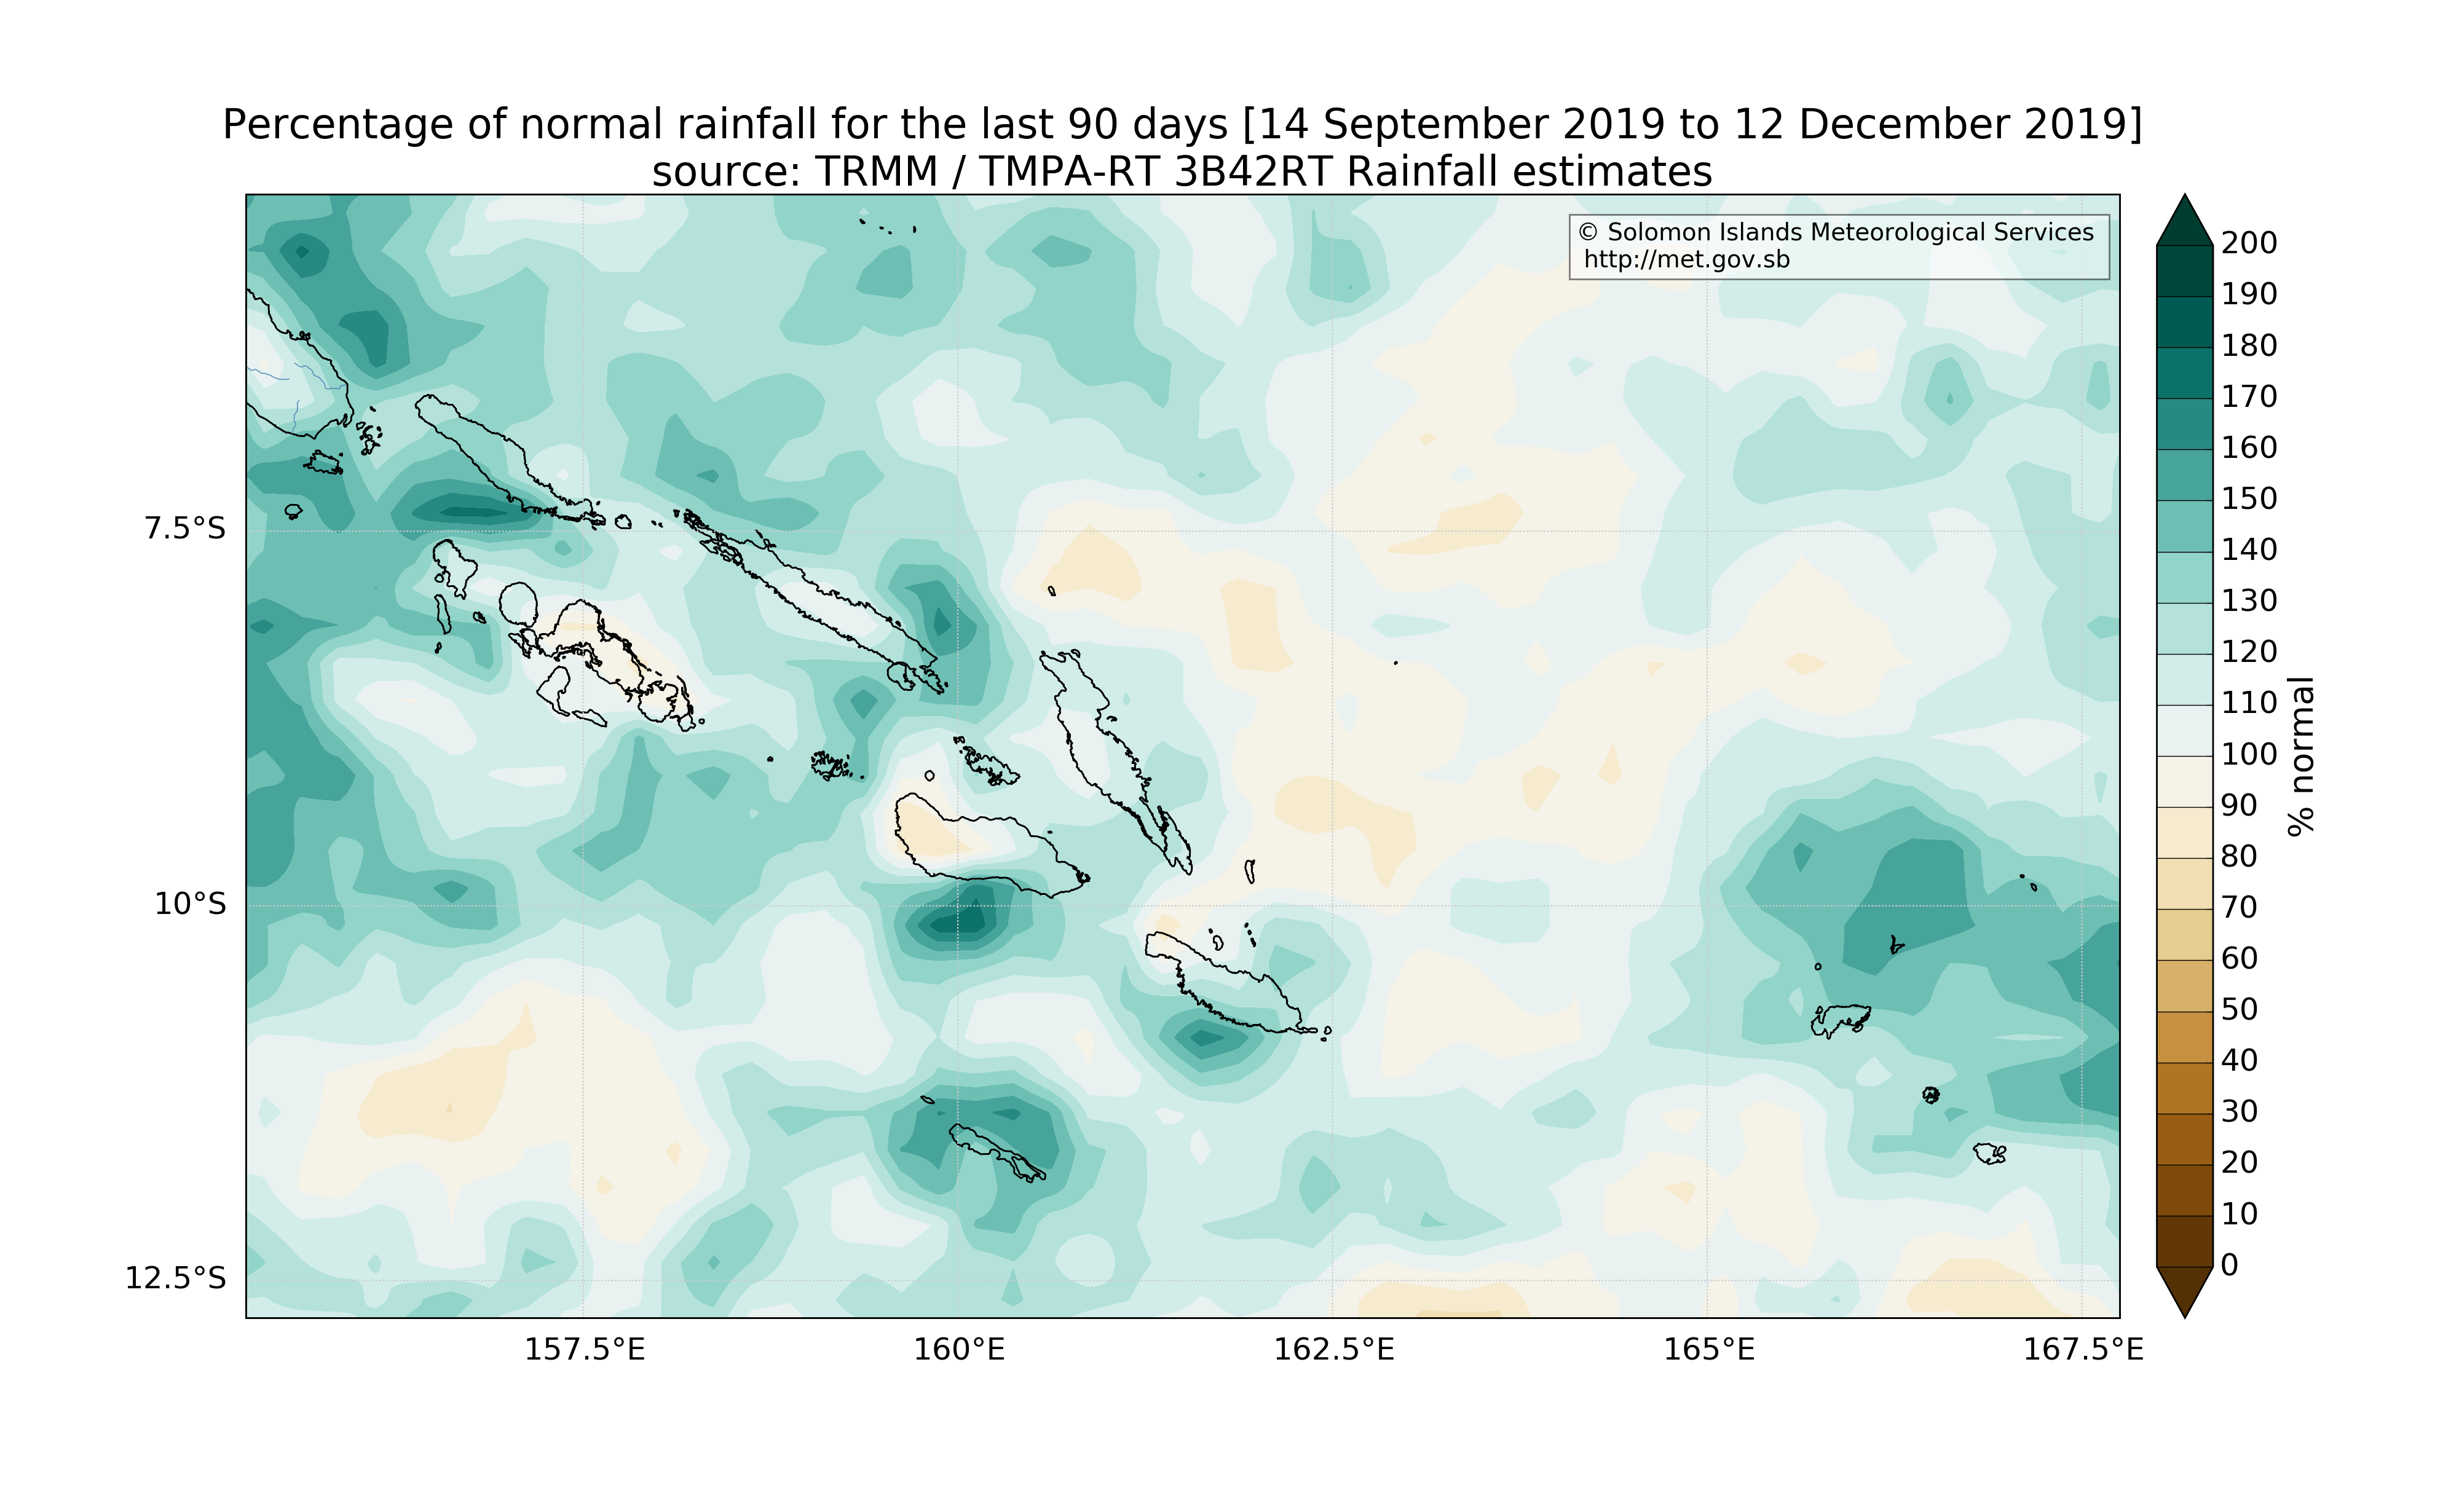 Percentage of normal rainfall for the last 90 days [14 September 2019 to 12 December 2019]
source: TRMM / TMPA-RT 3B42RT Rainfall estimates
© Solomon Islands Meteorological Services
http://met.gov.sb
7.5°S
10°S
12.5°S
157.5°E
160°E
162.5°E
165°E
167.5°E
200
190
180
170
160
150
140
130
120
110
100
90
80
70
60
50
40
30
20
10
0
% normal